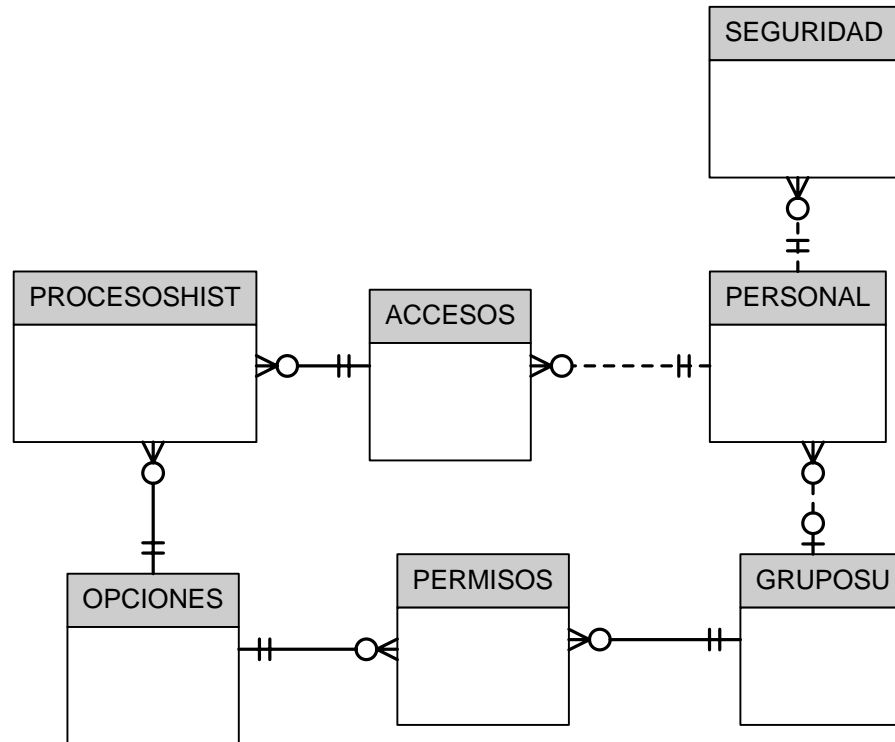 SEGURIDAD
PROCESOSHIST
ACCESOS
PERSONAL
OPCIONES
PERMISOS
GRUPOSU